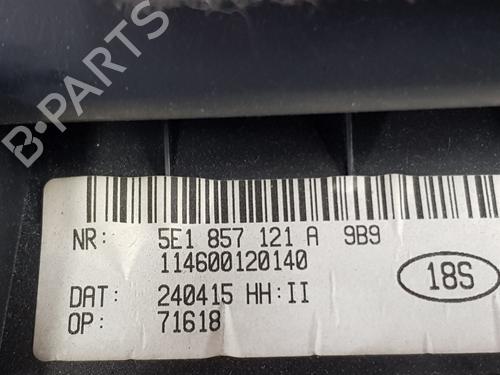 B-PARTS
NR: 5E1 857 121 A 9B9
114600120140
18S
DAT: 240415 HH:II
OP: 71618